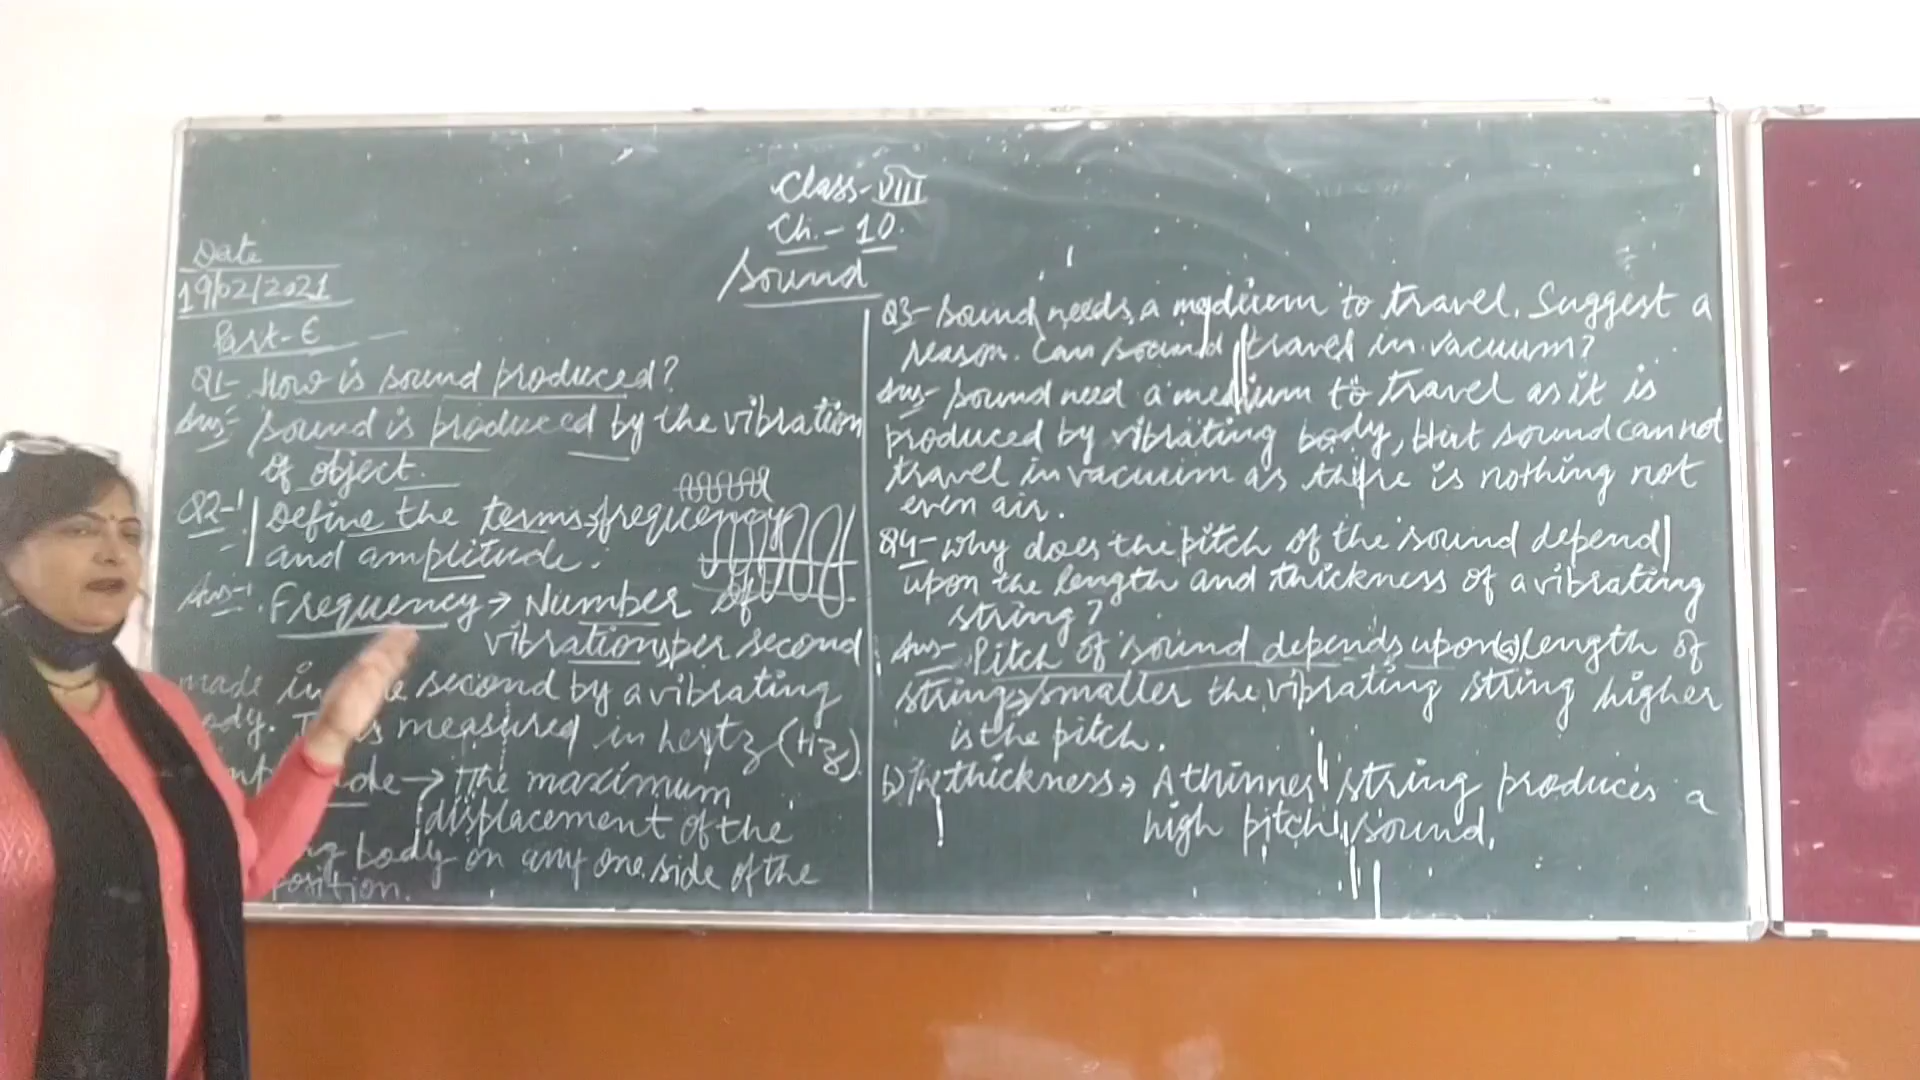 Class-VIII
Ch.- 10.
Sound
Date
19/02/2021
Part-E
Q1- How is sound produced?
Ans- Sound is produced by the vibration
of object.
Q2- Define the terms frequency
and amplitude.
Ans- Frequency → Number of
vibrations per second
made in second by a vibrating
is measured in hertz (Hz).
→ The maximum
displacement of the
body on any one side of the
position.
Q3- Sound needs a medium to travel. Suggest a
reason. Can sound travel in vacuum?
Ans- Sound need a medium to travel as it is
produced by vibrating body, but sound cannot
travel in vacuum as there is nothing not
even air.
Q4- Why does the pitch of the sound depend
upon the length and thickness of a vibrating
string?
Ans- Pitch of sound depends upon (a) length of
string → smaller the vibrating string higher
is the pitch.
b) The thickness → A thinner string produces a
high pitch sound.